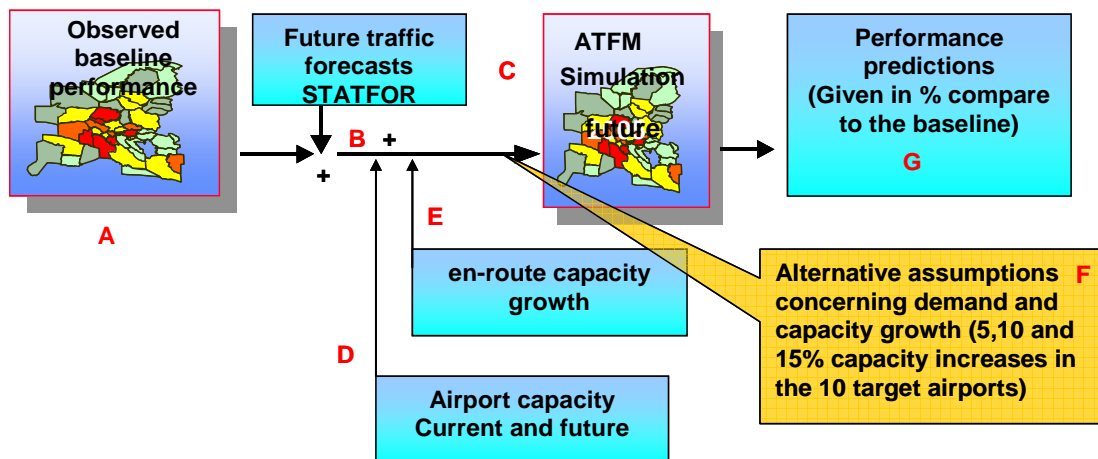 Observed
baseline
performance
A
Future traffic
forecasts
STATFOR
B +
+
C
ATFM
Simulation
future
Performance
predictions
(Given in % compare
to the baseline)
G
E
en-route capacity
growth
D
Airport capacity
Current and future
Alternative assumptions
concerning demand and
capacity growth (5,10 and
15% capacity increases in
the 10 target airports)
F